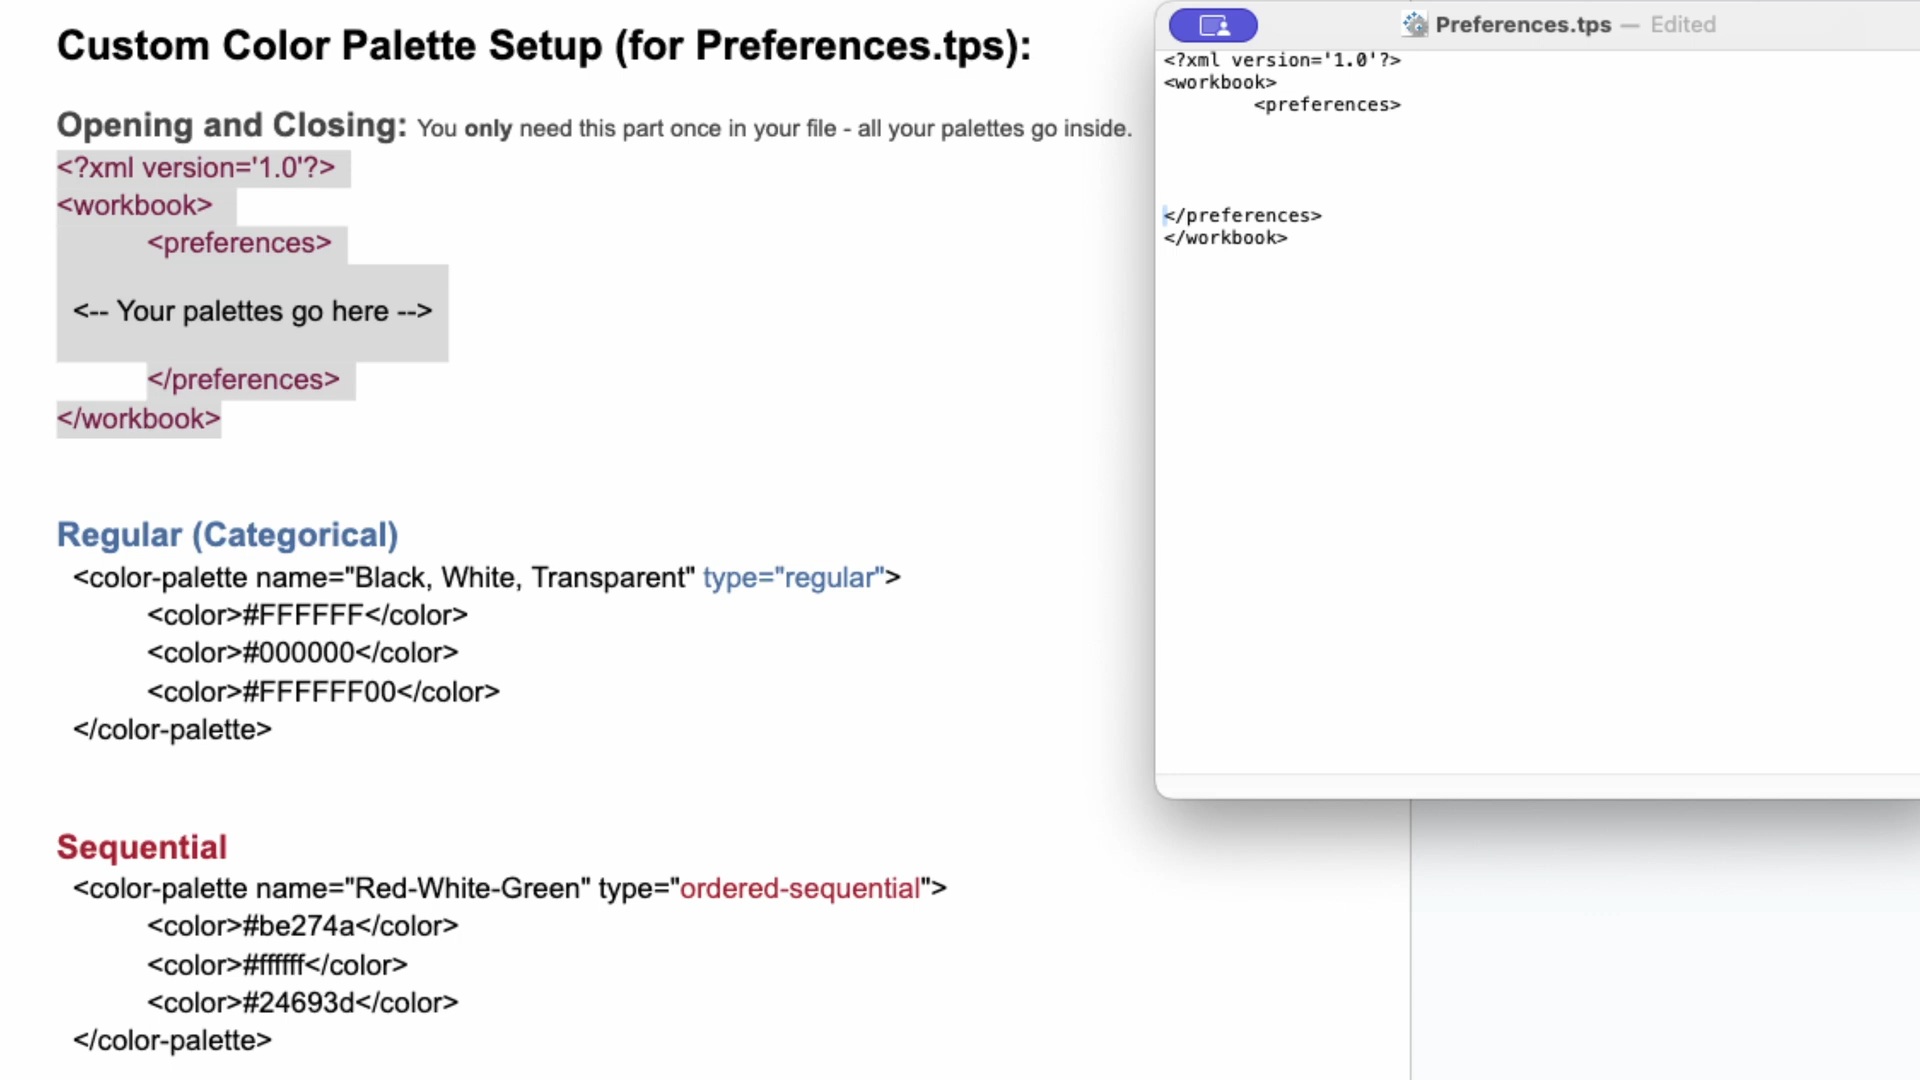 Custom Color Palette Setup (for Preferences.tps):
Opening and Closing: You only need this part once in your file - all your palettes go inside.
<?xml version='1.0'?>
<workbook>
<preferences>
<-- Your palettes go here -->
</preferences>
</workbook>
Regular (Categorical)
<color-palette name="Black, White, Transparent" type="regular">
<color>#FFFFFF</color>
<color>#000000</color>
<color>#FFFFFF00</color>
</color-palette>
Sequential
<color-palette name="Red-White-Green" type="ordered-sequential">
<color>#be274a</color>
<color>#ffffff</color>
<color>#24693d</color>
</color-palette>
Preferences.tps — Edited
<?xml version='1.0'?>
<workbook>
<preferences>
</preferences>
</workbook>